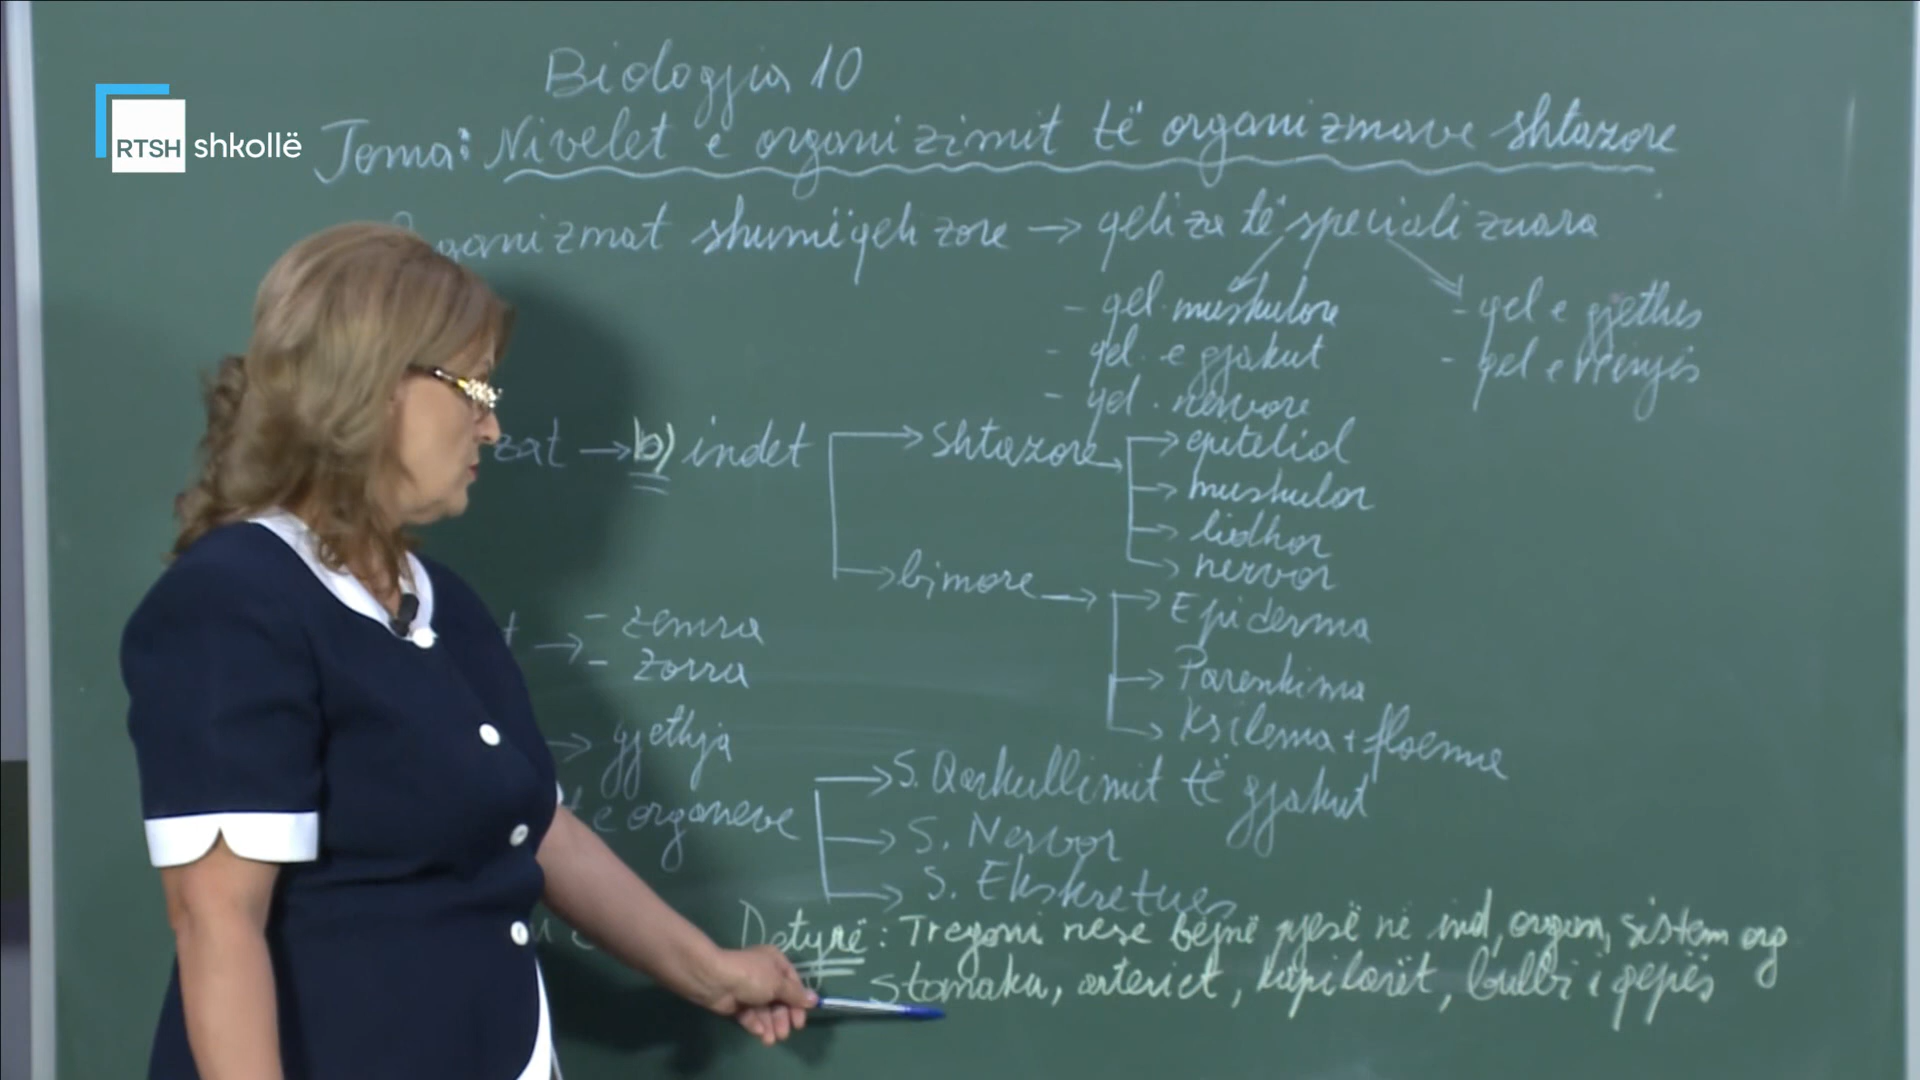 RTSH shkollë
Biologjia 10
Tema: Nivelet e organizimit të organizmave shtazore
Organizmat shumëqelizore → qeliza të specializuara
- qel. muskulore
- qel e gjethes
- qel. e gjakut
- qel e rrënjës
- qel. nervore
zat → b) indet → shtazore → epitelial
→ muskulor
→ lidhor
→ nervor
→ bimore → Epiderma
→ Parenkima
→ Ksilema + floema
t → - zemra
- zorra
→ gjethja
e organeve → S. Qarkullimit të gjakut
→ S. Nervor
→ S. Ekskretues
Detyrë: Tregoni nëse bëjnë pjesë në ind, organ, sistem org
stomaku, arteriet, kapilarët, bulbi i qepës